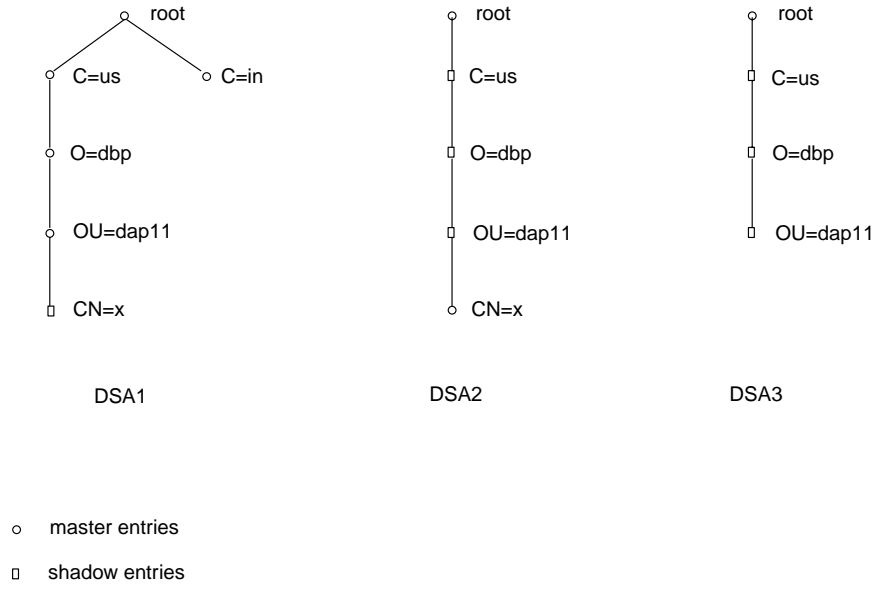 root
root
root
C=us
C=in
C=us
C=us
O=dbp
O=dbp
O=dbp
OU=dap11
OU=dap11
OU=dap11
CN=x
CN=x
DSA1
DSA2
DSA3
master entries
shadow entries